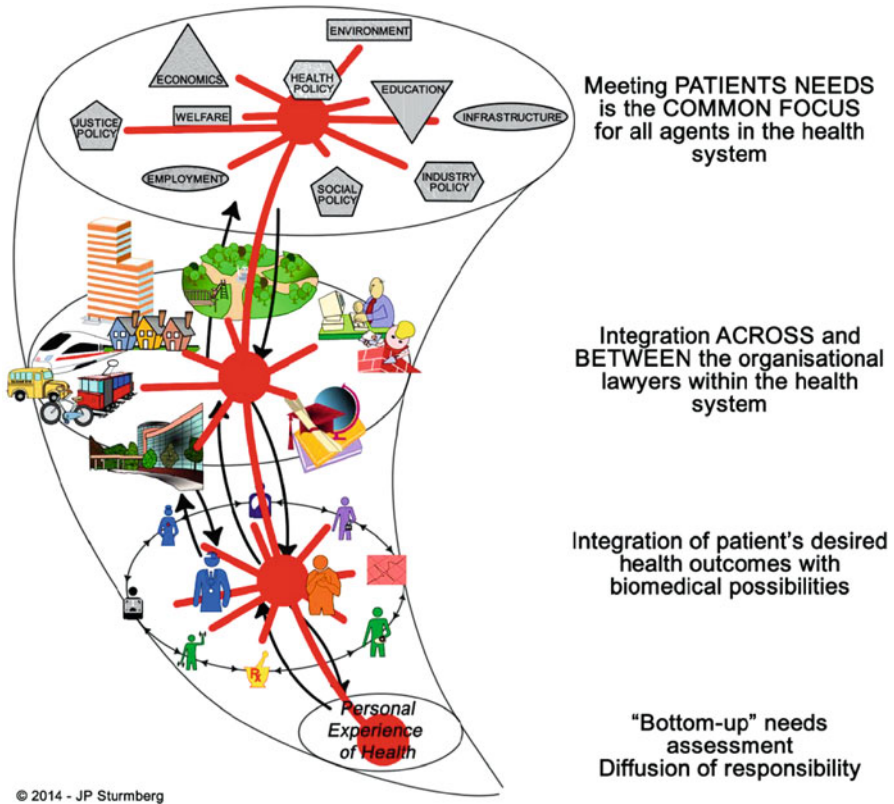 ENVIRONMENT
ECONOMICS
HEALTH
POLICY
EDUCATION
JUSTICE
POLICY
WELFARE
INFRASTRUCTURE
EMPLOYMENT
SOCIAL
POLICY
INDUSTRY
POLICY
Meeting PATIENTS NEEDS
is the COMMON FOCUS
for all agents in the health
system
Integration ACROSS and
BETWEEN the organisational
lawyers within the health
system
Integration of patient's desired
health outcomes with
biomedical possibilities
Rx
Personal
Experience
of Health
“Bottom-up” needs
assessment
Diffusion of responsibility
© 2014 - JP Sturmberg